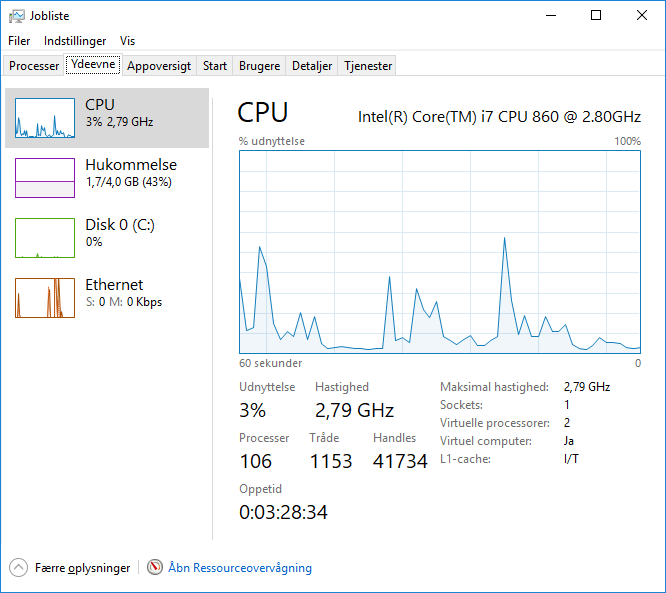 Jobliste
Filer Indstillinger Vis
Processer Ydeevne Appoversigt Start Brugere Detaljer Tjenester
CPU
3% 2,79 GHz
Hukommelse
1,7/4,0 GB (43%)
Disk 0 (C:)
0%
Ethernet
S: 0 M: 0 Kbps
CPU Intel(R) Core(TM) i7 CPU 860 @ 2.80GHz
% udnyttelse 100%
60 sekunder 0
Udnyttelse Hastighed
3% 2,79 GHz
Processer Tråde Handles
106 1153 41734
Oppetid
0:03:28:34
Maksimal hastighed: 2,79 GHz
Sockets: 1
Virtuelle processorer: 2
Virtuel computer: Ja
L1-cache: I/T
Færre oplysninger Åbn Ressourceovervågning